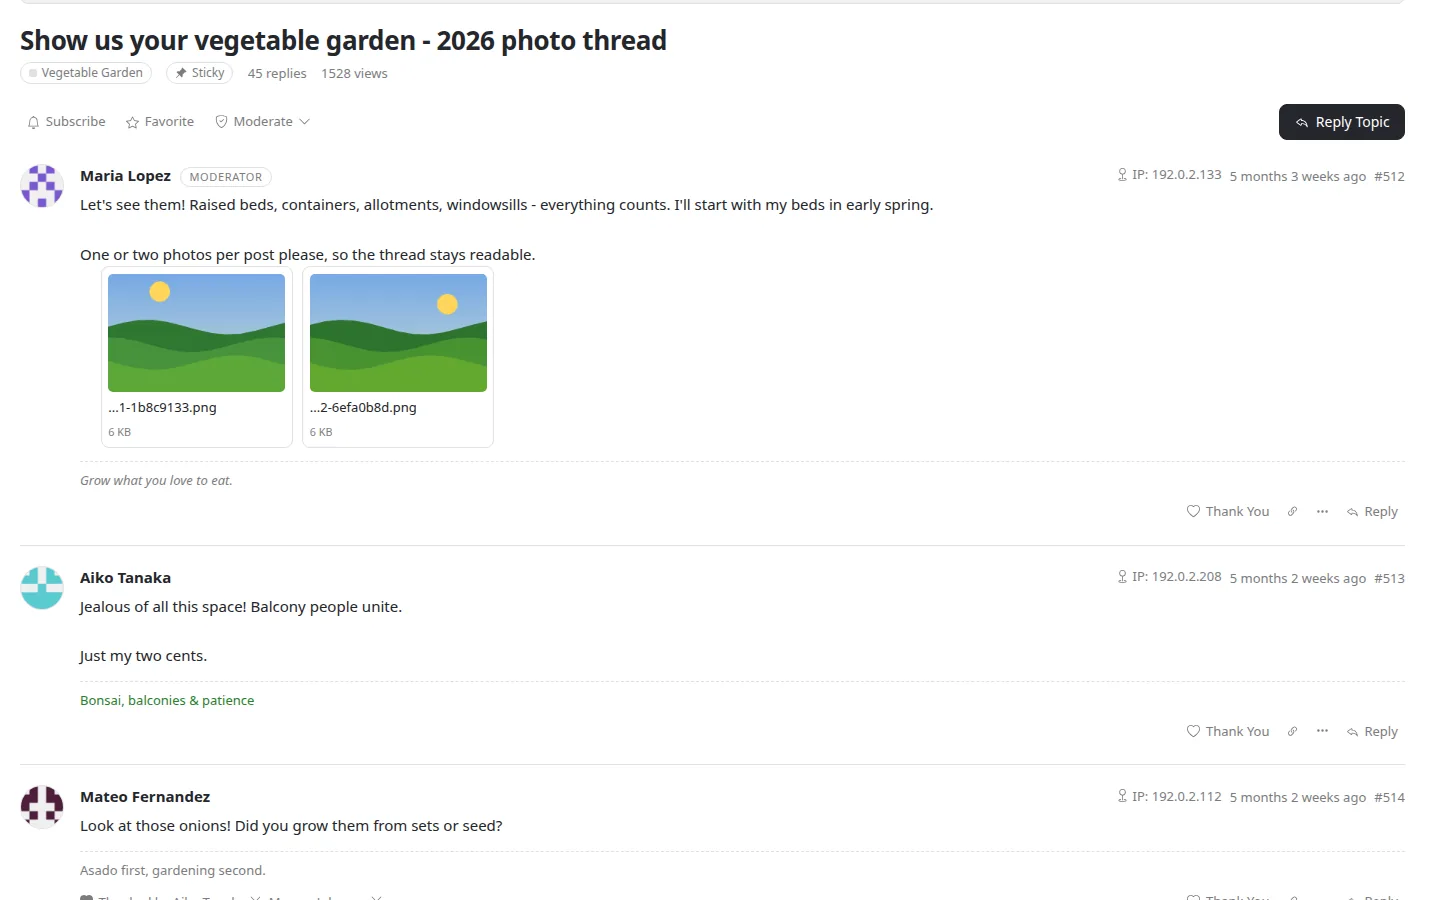 Show us your vegetable garden - 2026 photo thread
Vegetable Garden Sticky 45 replies 1528 views
Subscribe Favorite Moderate Reply Topic
Maria Lopez MODERATOR IP: 192.0.2.133 5 months 3 weeks ago #512
Let's see them! Raised beds, containers, allotments, windowsills - everything counts. I'll start with my beds in early spring.
One or two photos per post please, so the thread stays readable.
...1-1b8c9133.png ...2-6efa0b8d.png
6 KB 6 KB
Grow what you love to eat.
Thank You Reply
Aiko Tanaka IP: 192.0.2.208 5 months 2 weeks ago #513
Jealous of all this space! Balcony people unite.
Just my two cents.
Bonsai, balconies & patience
Thank You Reply
Mateo Fernandez IP: 192.0.2.112 5 months 2 weeks ago #514
Look at those onions! Did you grow them from sets or seed?
Asado first, gardening second.
Thank You Reply